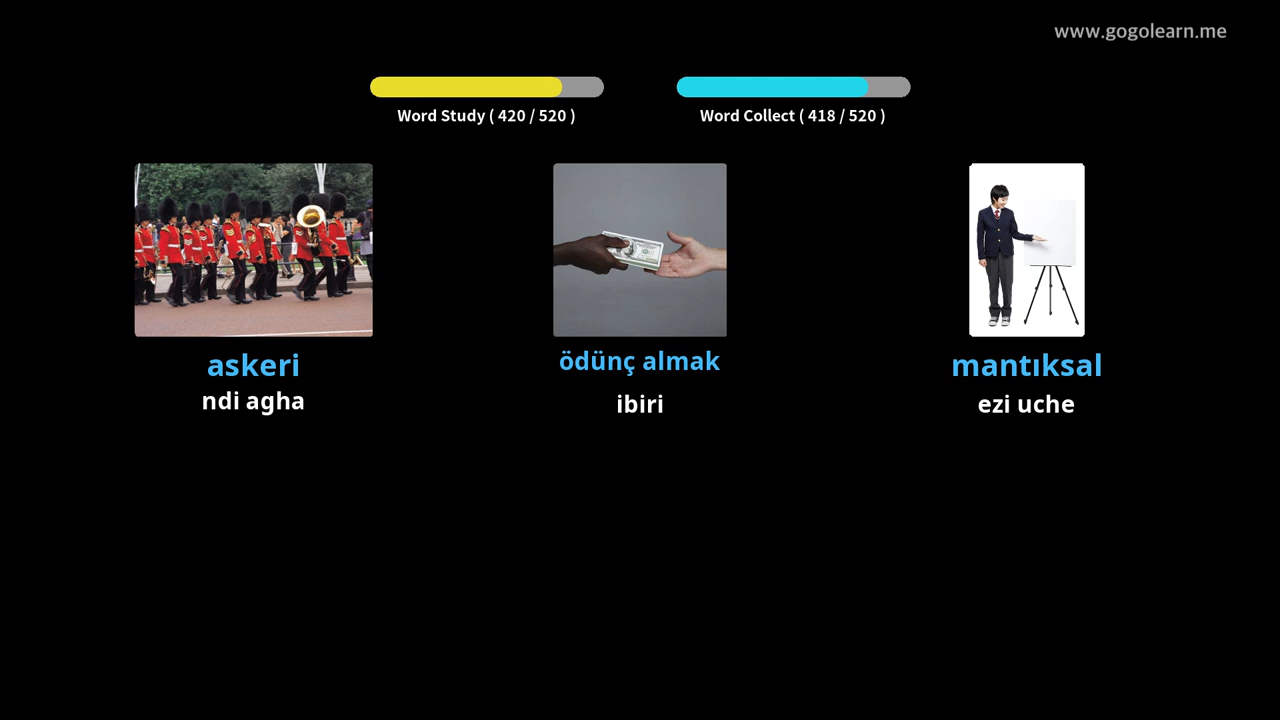 www.gogolearn.me
Word Study ( 420 / 520 )
Word Collect ( 418 / 520 )
askeri
ndi agha
ödünç almak
ibiri
mantıksal
ezi uche